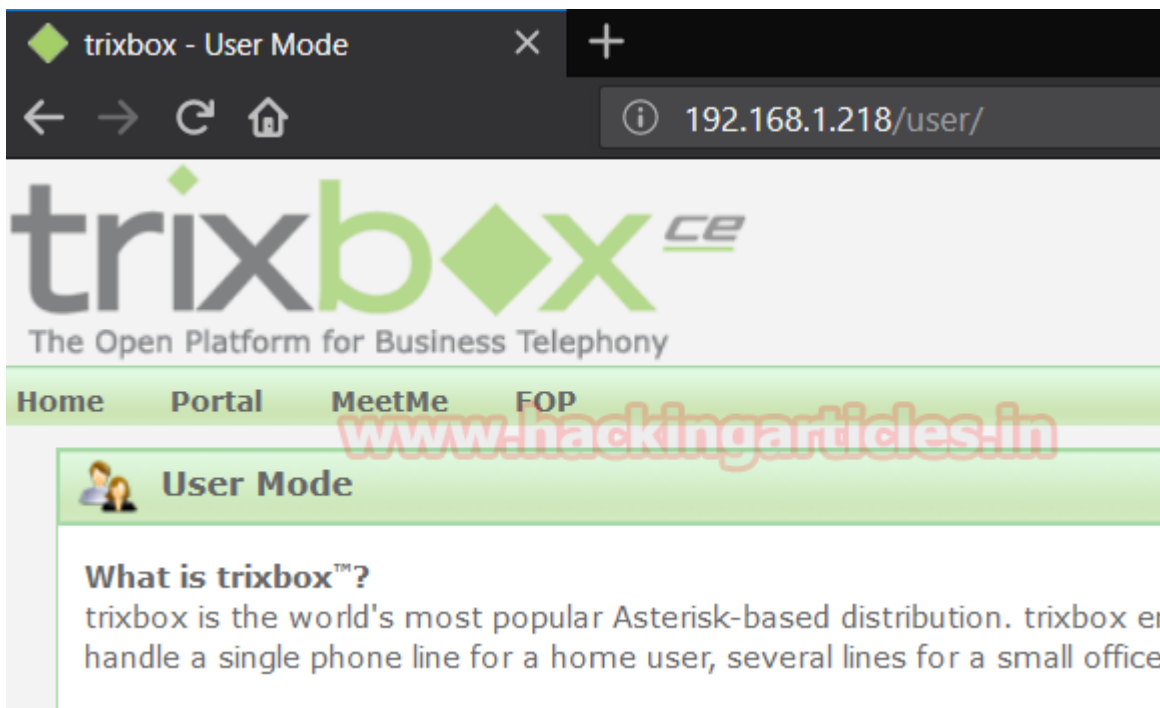 trixbox - User Mode
192.168.1.218/user/
trixbox ce
The Open Platform for Business Telephony
Home Portal MeetMe FOP
www.hackingarticles.in
User Mode
What is trixbox™?
trixbox is the world's most popular Asterisk-based distribution. trixbox
handle a single phone line for a home user, several lines for a small office